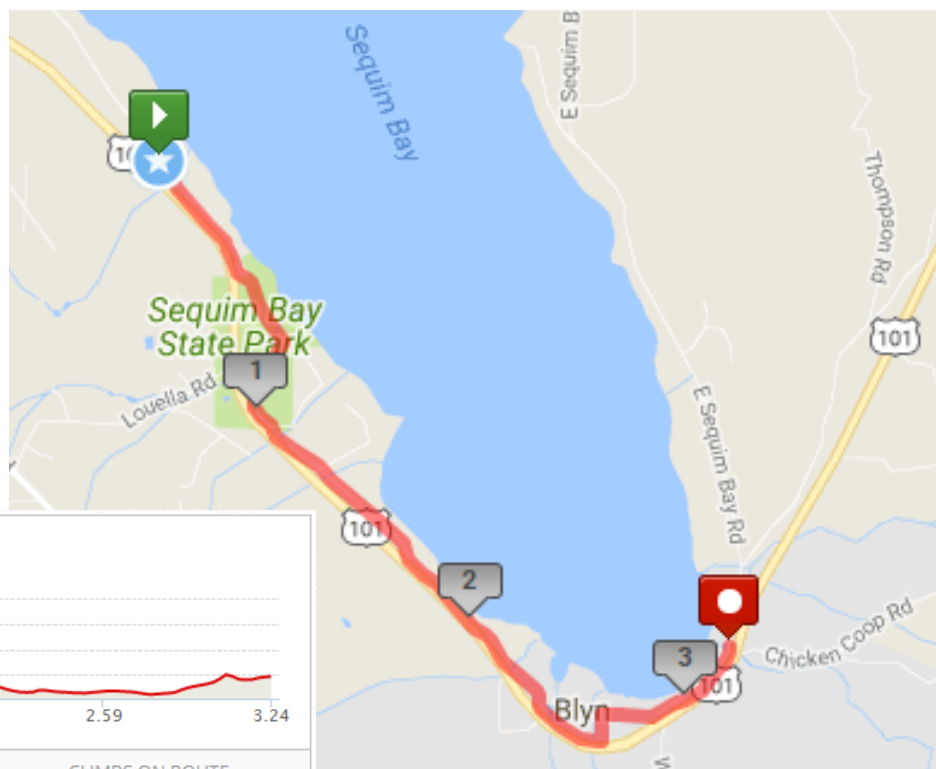 Sequim Bay
E Sequim B
101
Thompson Rd
Sequim Bay
State Park
101
1
Louella Rd
E Sequim Bay Rd
101
2
3
Chicken Coop Rd
101
Blyn
2.59
3.24